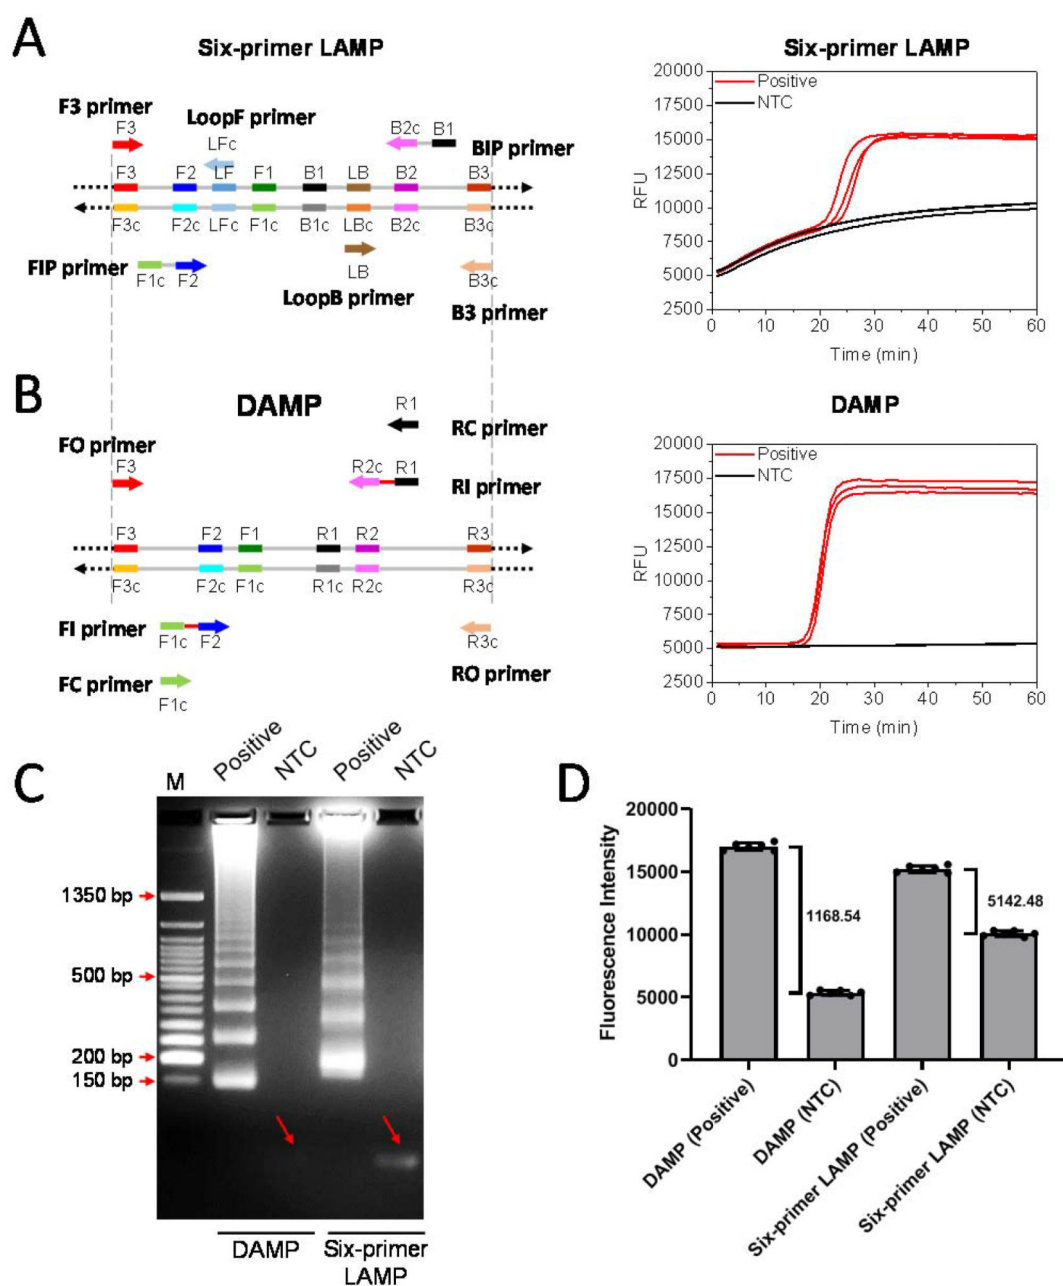 A
Six-primer LAMP
F3 primer
F3
LoopF primer
LFc
B2c B1
BIP primer
F3 F2 LF F1 B1 LB B2 B3
F3c F2c LFc F1c B1c LBc B2c B3c
FIP primer
F1c F2
LB
LoopB primer
B3c
B3 primer
Six-primer LAMP
Positive
NTC
RFU
20000
17500
15000
12500
10000
7500
5000
2500
0 10 20 30 40 50 60
Time (min)
B
DAMP
R1
RC primer
FO primer
F3
R2c R1
RI primer
F3 F2 F1 R1 R2 R3
F3c F2c F1c R1c R2c R3c
FI primer
F1c F2
R3c
RO primer
FC primer
F1c
DAMP
Positive
NTC
RFU
20000
17500
15000
12500
10000
7500
5000
2500
0 10 20 30 40 50 60
Time (min)
C
M
Positive
NTC
Positive
NTC
1350 bp
500 bp
200 bp
150 bp
DAMP
Six-primer
LAMP
D
Fluorescence Intensity
20000
15000
10000
5000
0
1168.54
5142.48
DAMP (Positive)
DAMP (NTC)
Six-primer LAMP (Positive)
Six-primer LAMP (NTC)